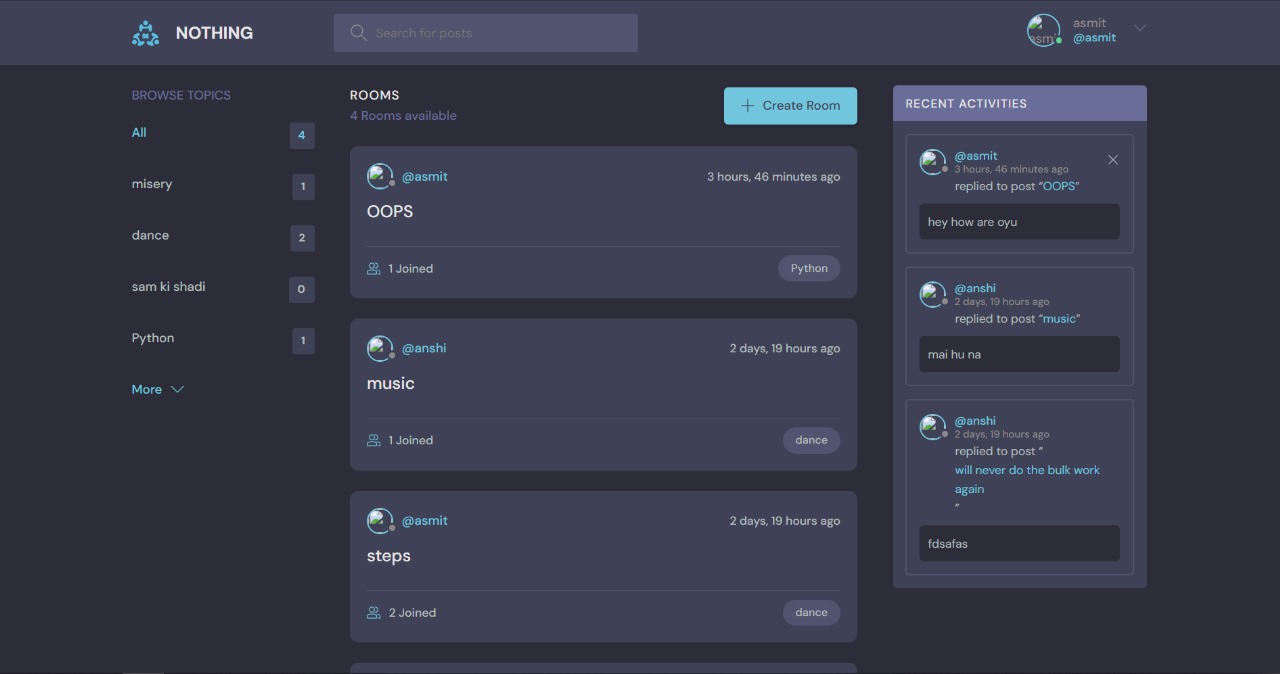 NOTHING
Search for posts
asmit
@asmit
BROWSE TOPICS
All
4
misery
1
dance
2
sam ki shadi
0
Python
1
More
ROOMS
4 Rooms available
Create Room
@asmit
3 hours, 46 minutes ago
OOPS
1 Joined
Python
@anshi
2 days, 19 hours ago
music
1 Joined
dance
@asmit
2 days, 19 hours ago
steps
2 Joined
dance
RECENT ACTIVITIES
@asmit
3 hours, 46 minutes ago
replied to post “OOPS”
hey how are oyu
@anshi
2 days, 19 hours ago
replied to post “music”
mai hu na
@anshi
2 days, 19 hours ago
replied to post “
will never do the bulk work
again
”
fdsafas